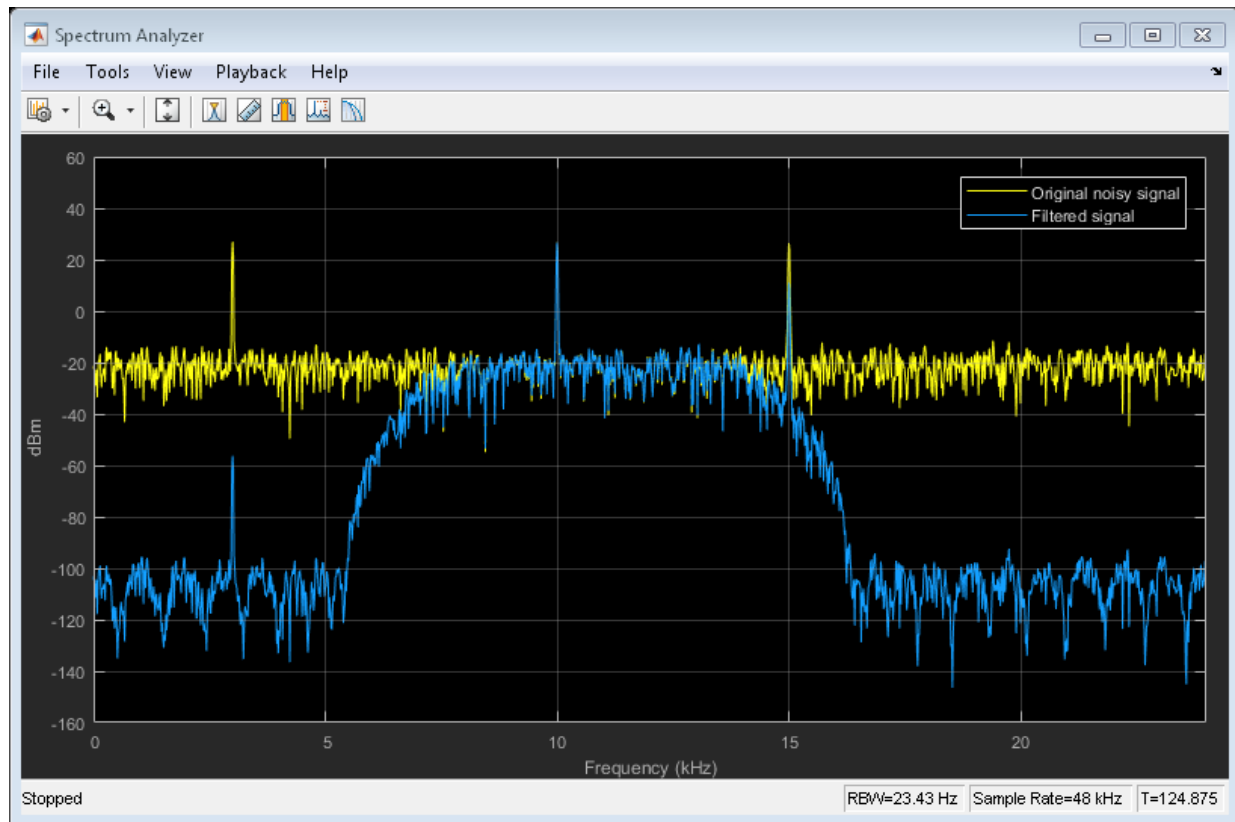 Spectrum Analyzer
File Tools View Playback Help
60
40
20
0
-20
-40
-60
-80
-100
-120
-140
-160
dBm
Original noisy signal
Filtered signal
0 5 10 15 20
Frequency (kHz)
Stopped RBW=23.43 Hz Sample Rate=48 kHz T=124.875